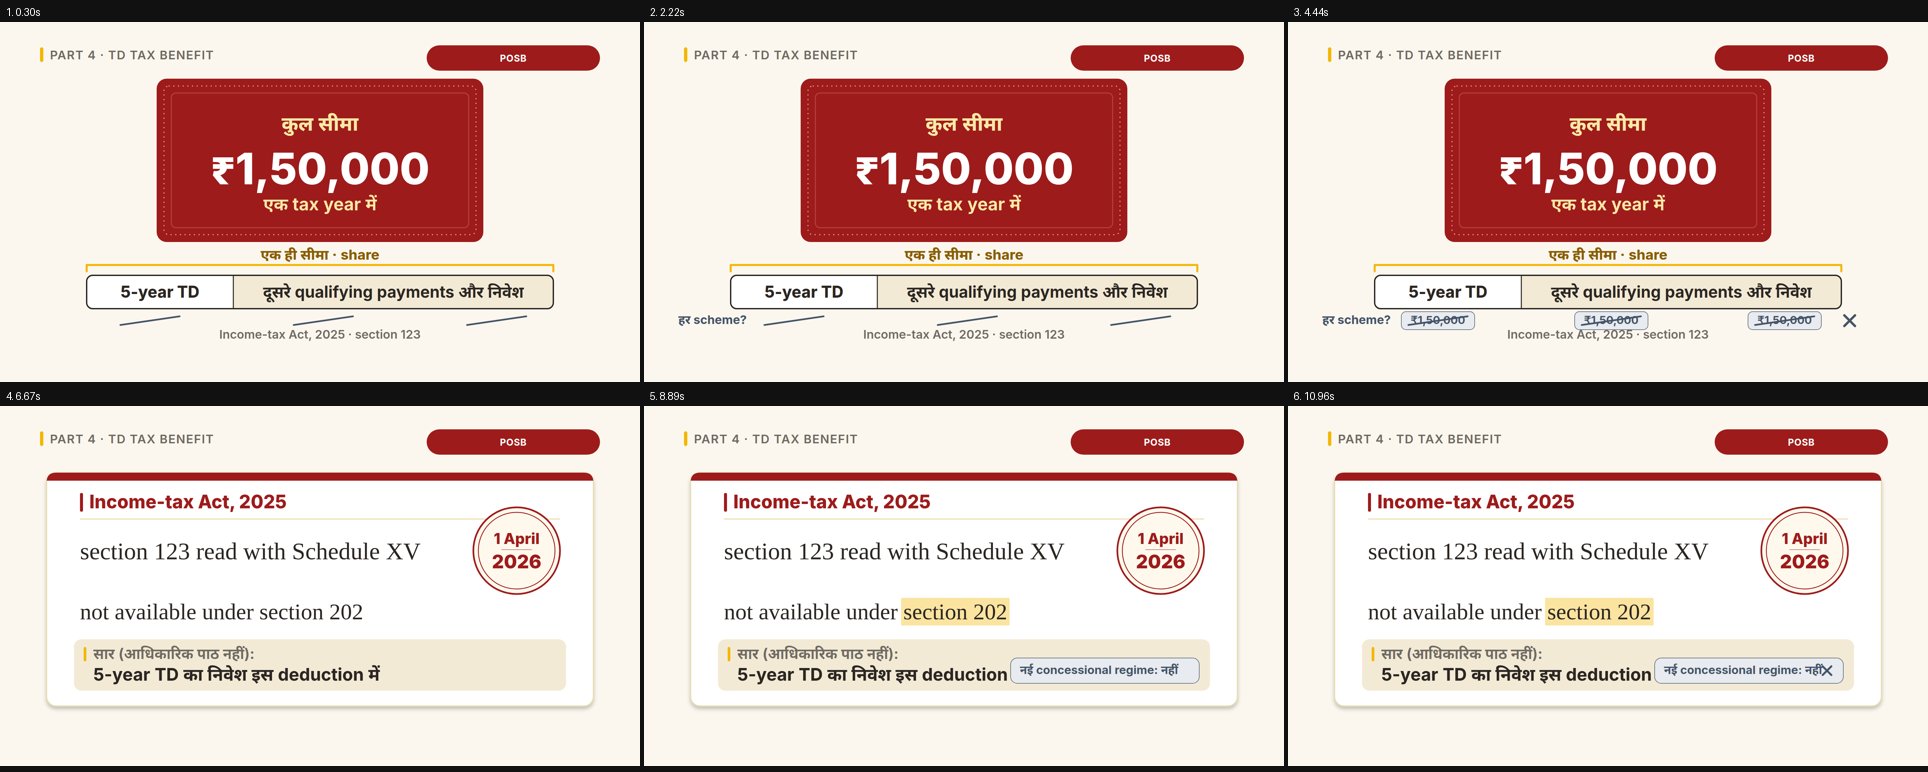 1. 0.30s
PART 4 · TD TAX BENEFIT
POSB
कुल सीमा
₹1,50,000
एक tax year में
एक ही सीमा · share
5-year TD
दूसरे qualifying payments और निवेश
Income-tax Act, 2025 · section 123
2. 2.22s
PART 4 · TD TAX BENEFIT
POSB
कुल सीमा
₹1,50,000
एक tax year में
एक ही सीमा · share
5-year TD
दूसरे qualifying payments और निवेश
हर scheme?
Income-tax Act, 2025 · section 123
3. 4.44s
PART 4 · TD TAX BENEFIT
POSB
कुल सीमा
₹1,50,000
एक tax year में
एक ही सीमा · share
5-year TD
दूसरे qualifying payments और निवेश
हर scheme? ₹1,50,000 ₹1,50,000 ₹1,50,000
Income-tax Act, 2025 · section 123
4. 6.67s
PART 4 · TD TAX BENEFIT
POSB
Income-tax Act, 2025
1 April
2026
section 123 read with Schedule XV
not available under section 202
सार (आधिकारिक पाठ नहीं):
5-year TD का निवेश इस deduction में
5. 8.89s
PART 4 · TD TAX BENEFIT
POSB
Income-tax Act, 2025
1 April
2026
section 123 read with Schedule XV
not available under section 202
सार (आधिकारिक पाठ नहीं):
5-year TD का निवेश इस deduction
नई concessional regime: नहीं
6. 10.96s
PART 4 · TD TAX BENEFIT
POSB
Income-tax Act, 2025
1 April
2026
section 123 read with Schedule XV
not available under section 202
सार (आधिकारिक पाठ नहीं):
5-year TD का निवेश इस deduction
नई concessional regime: नहीं